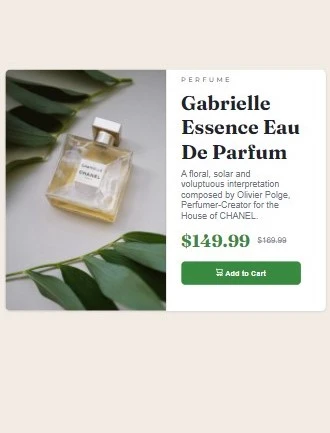 PERFUME
Gabrielle
Essence Eau
De Parfum
A floral, solar and
voluptuous interpretation
composed by Olivier Polge,
Perfumer-Creator for the
House of CHANEL.
$149.99 $169.99
Add to Cart
GABRIELLE
CHANEL